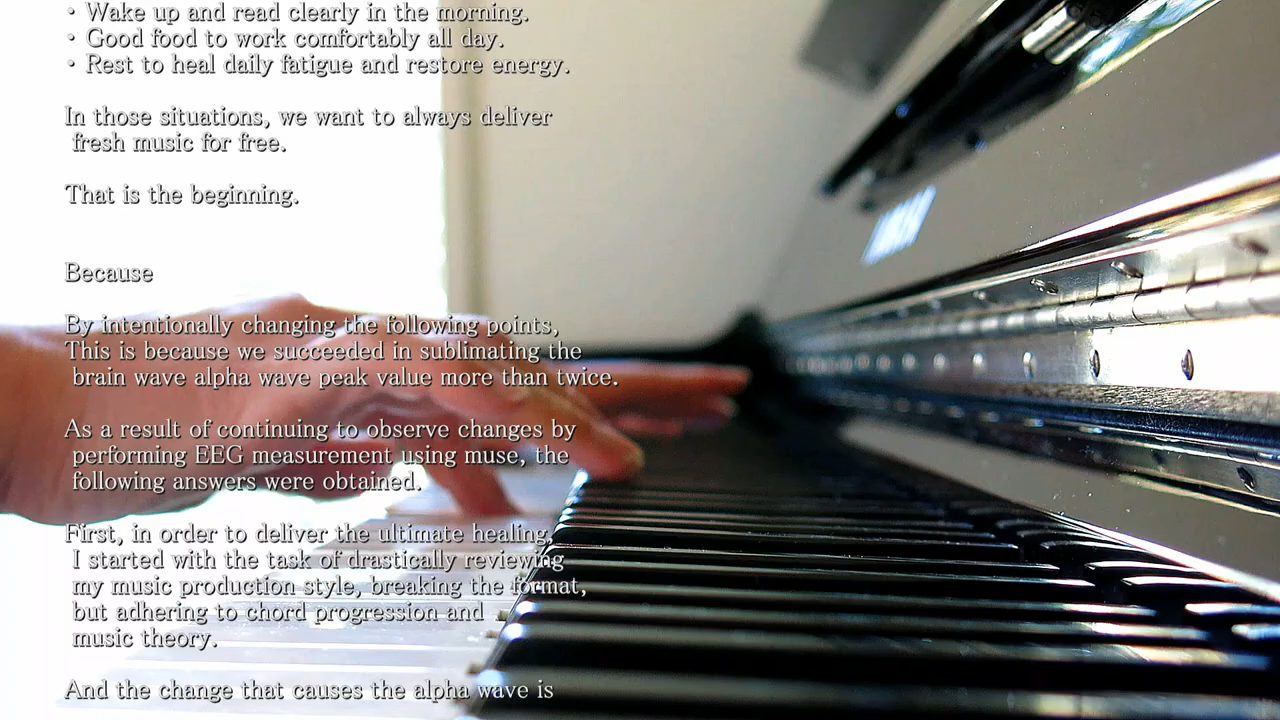 • Wake up and read clearly in the morning.
• Good food to work comfortably all day.
• Rest to heal daily fatigue and restore energy.
In those situations, we want to always deliver
fresh music for free.
That is the beginning.
Because
By intentionally changing the following points,
This is because we succeeded in sublimating the
brain wave alpha wave peak value more than twice.
As a result of continuing to observe changes by
performing EEG measurement using muse, the
following answers were obtained.
First, in order to deliver the ultimate healing,
I started with the task of drastically reviewing
my music production style, breaking the format,
but adhering to chord progression and
music theory.
And the change that causes the alpha wave is